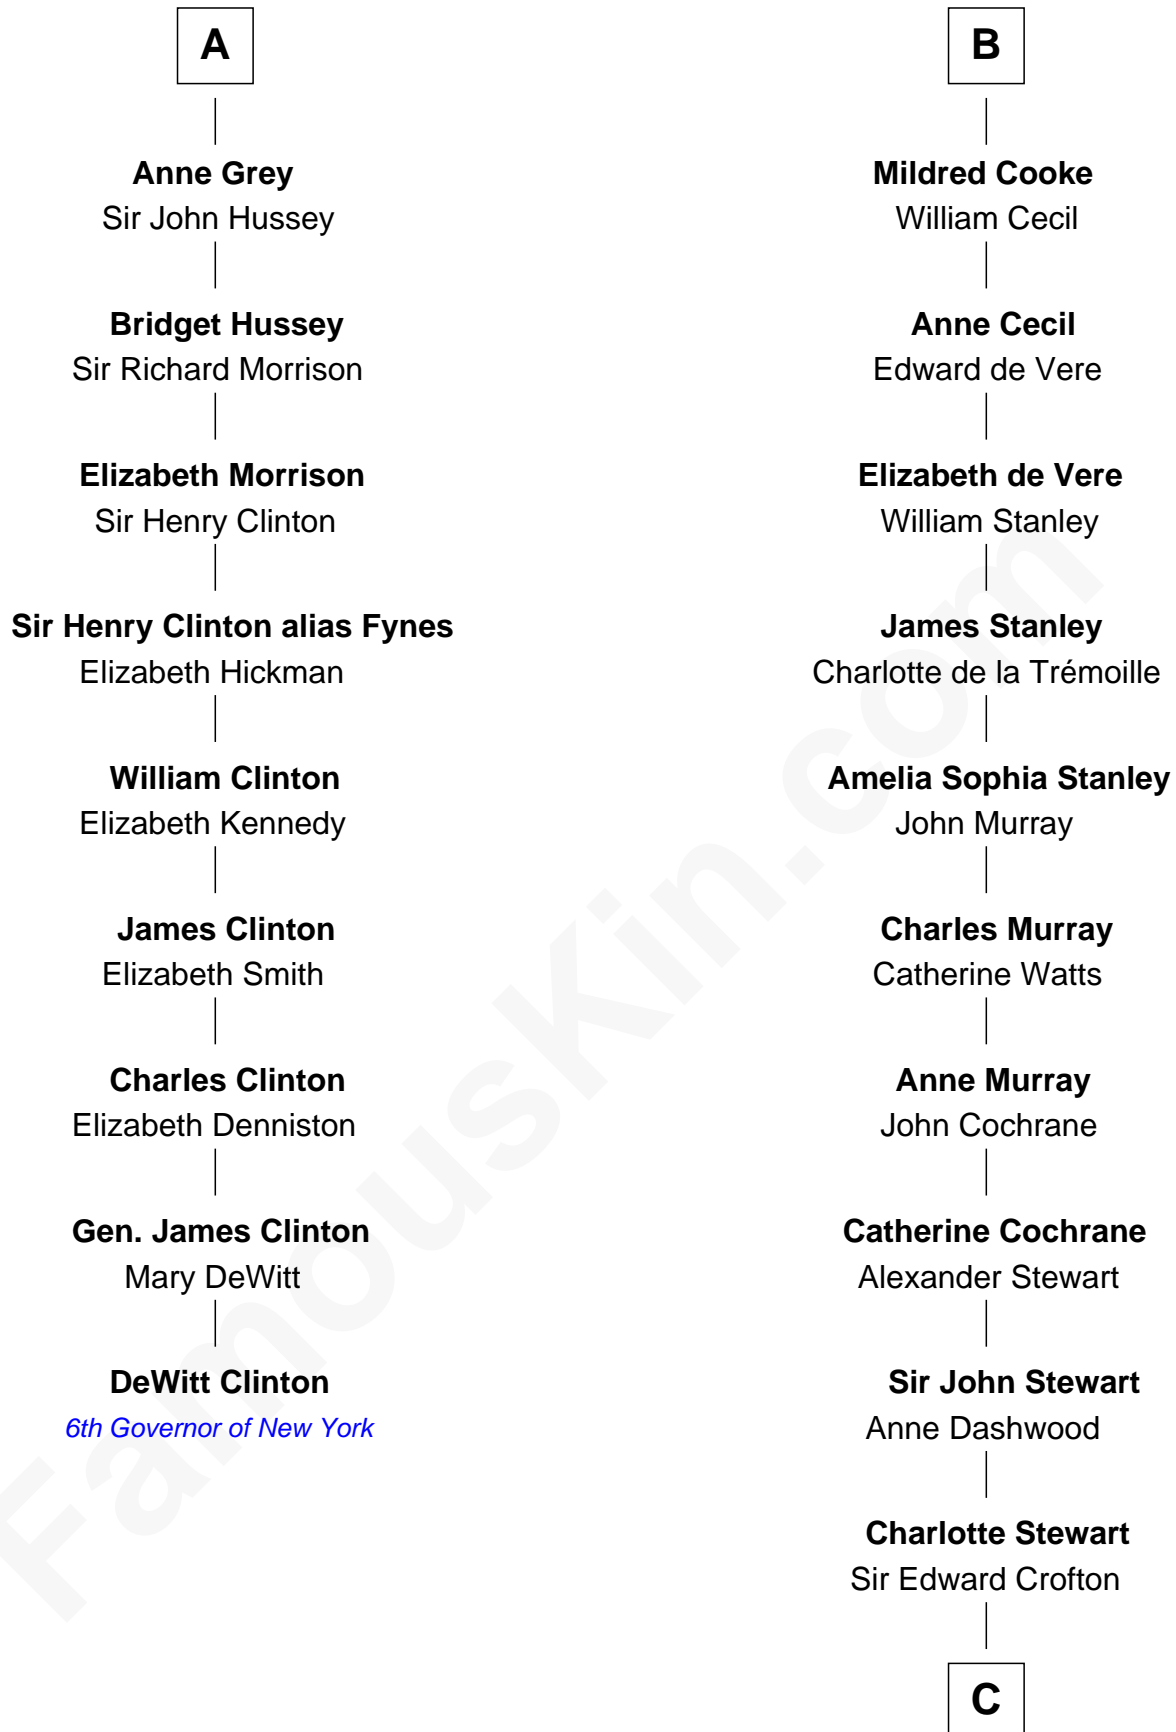 A
Anne Grey
Sir John Hussey
Bridget Hussey
Sir Richard Morrison
Elizabeth Morrison
Sir Henry Clinton
Sir Henry Clinton alias Fynes
Elizabeth Hickman
William Clinton
Elizabeth Kennedy
James Clinton
Elizabeth Smith
Charles Clinton
Elizabeth Denniston
Gen. James Clinton
Mary DeWitt
DeWitt Clinton
6th Governor of New York
B
Mildred Cooke
William Cecil
Anne Cecil
Edward de Vere
Elizabeth de Vere
William Stanley
James Stanley
Charlotte de la Trémoille
Amelia Sophia Stanley
John Murray
Charles Murray
Catherine Watts
Anne Murray
John Cochrane
Catherine Cochrane
Alexander Stewart
Sir John Stewart
Anne Dashwood
Charlotte Stewart
Sir Edward Crofton
C
FamousKin.com